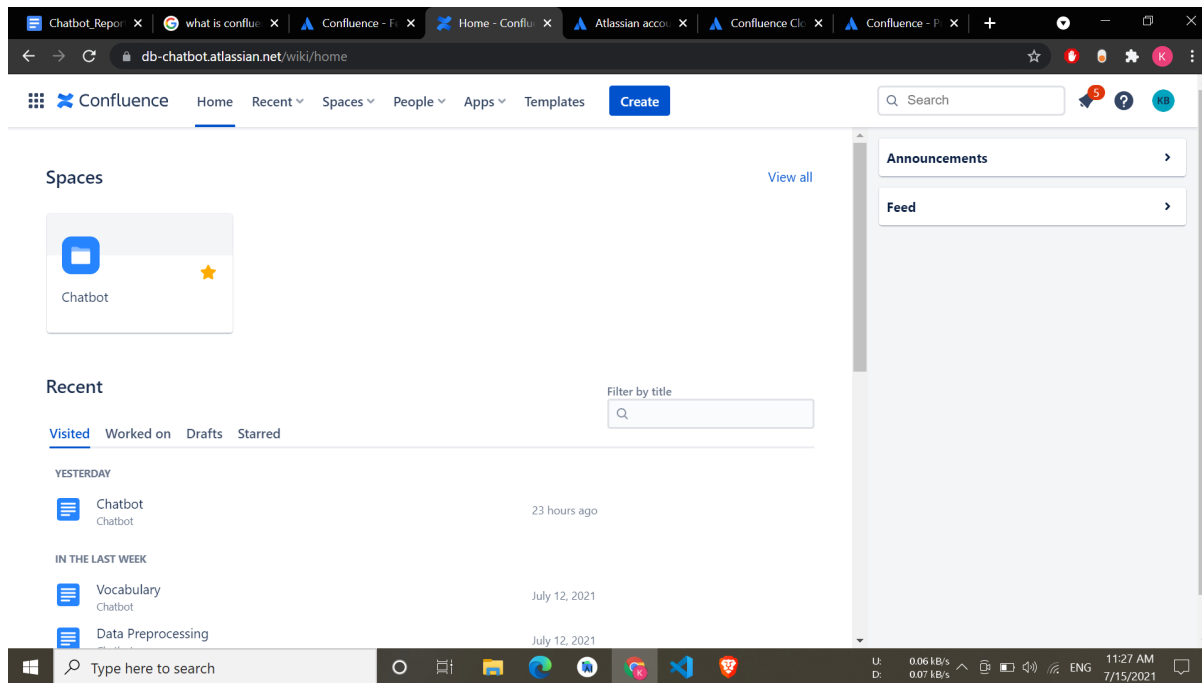 Chatbot_Report
what is conflue
Confluence - Fe
Home - Conflu
Atlassian accou
Confluence Clo
Confluence - P
db-chatbot.atlassian.net/wiki/home
K
Confluence Home Recent Spaces People Apps Templates Create Search 5 KB
Spaces View all
Chatbot
Announcements
Feed
Recent
Filter by title
Visited Worked on Drafts Starred
YESTERDAY
Chatbot 23 hours ago
Chatbot
IN THE LAST WEEK
Vocabulary July 12, 2021
Chatbot
Data Preprocessing July 12, 2021
Type here to search
U: 0.06 kB/s
D: 0.07 kB/s
ENG
11:27 AM
7/15/2021